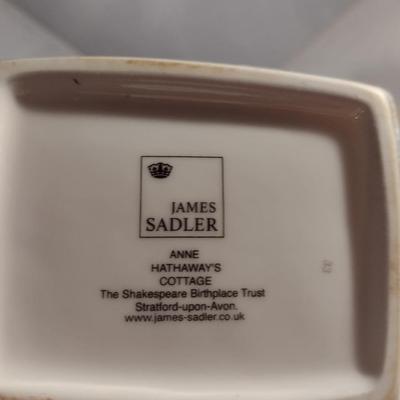 JAMES
SADLER
ANNE
HATHAWAY'S
COTTAGE
The Shakespeare Birthplace Trust
Stratford-upon-Avon.
www.james-sadler.co.uk